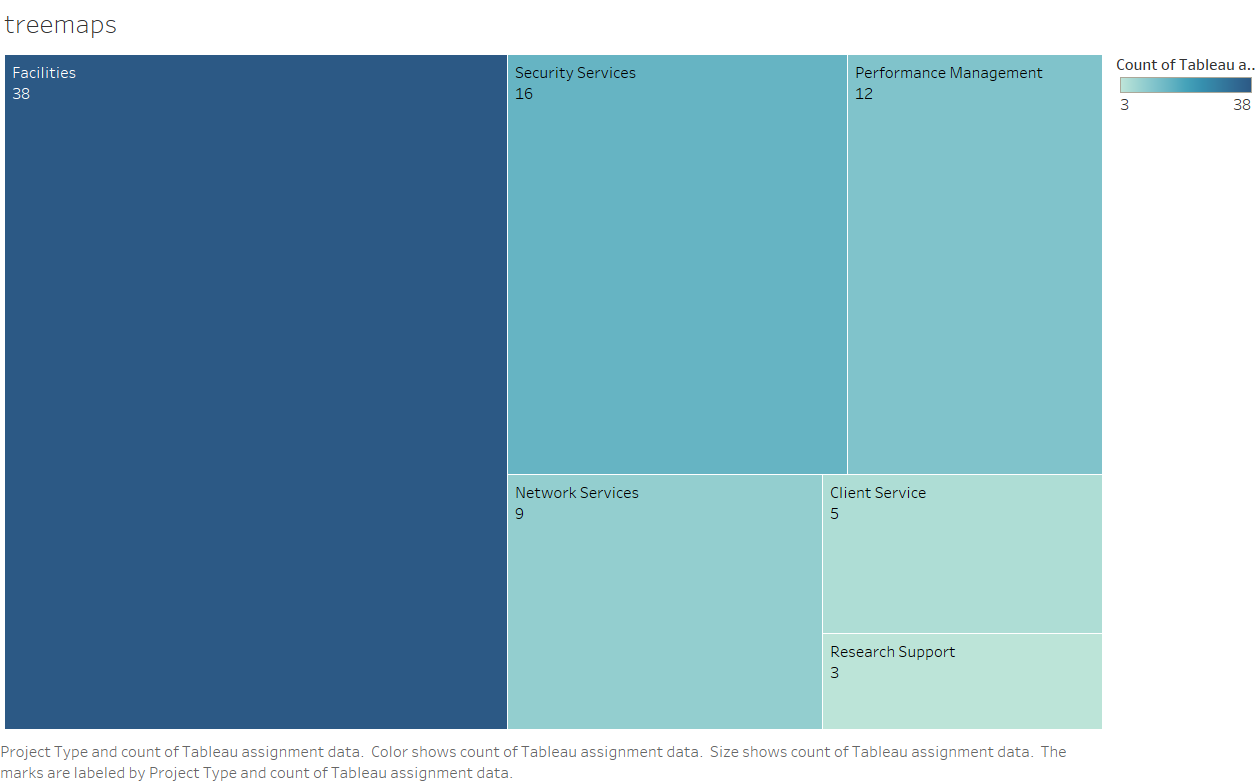 treemaps
Facilities
38
Security Services
16
Performance Management
12
Count of Tableau a..
3 38
Network Services
9
Client Service
5
Research Support
3
Project Type and count of Tableau assignment data.  Color shows count of Tableau assignment data.  Size shows count of Tableau assignment data.  The
marks are labeled by Project Type and count of Tableau assignment data.